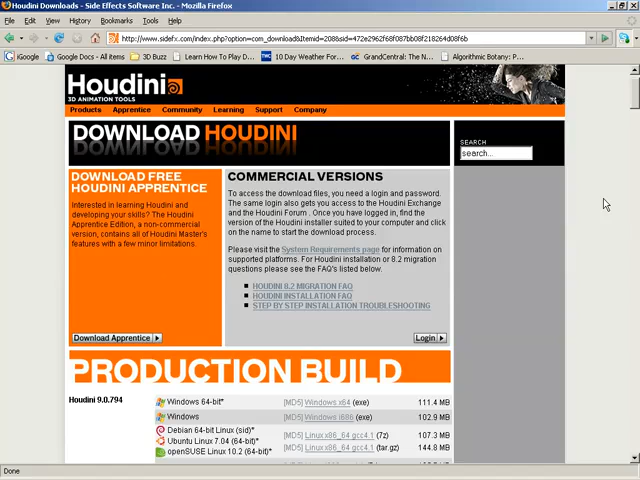 Houdini Downloads - Side Effects Software Inc. - Mozilla Firefox
File Edit View History Bookmarks Tools Help
http://www.sidefx.com/index.php?option=com_download&Itemid=208&sid=472e2962f68f087bb08f218264d08f6b
iGoogle Google Docs - All items 3D Buzz Learn How To Play D... 10 Day Weather For... GrandCentral: The N... Algorithmic Botany: P...
Houdini
3D ANIMATION TOOLS
Products Apprentice Community Learning Support Company
DOWNLOAD HOUDINI
SEARCH
search...
DOWNLOAD FREE
HOUDINI APPRENTICE
Interested in learning Houdini and
developing your skills? The Houdini
Apprentice Edition, a non-commercial
version, contains all of Houdini Master's
features with a few minor limitations.
Download Apprentice
COMMERCIAL VERSIONS
To access the download files, you need a login and password.
The same login also gets you access to the Houdini Exchange
and the Houdini Forum . Once you have logged in, find the
version of the Houdini installer suited to your computer and click
on the name to start the download process.
Please visit the System Requirements page for information on
supported platforms. For Houdini installation or 8.2 migration
questions please see the FAQ's listed below.
HOUDINI 8.2 MIGRATION FAQ
HOUDINI INSTALLATION FAQ
STEP BY STEP INSTALLATION TROUBLESHOOTING
Login
PRODUCTION BUILD
Houdini 9.0.794
Windows 64-bit* [MD5] Windows x64 (exe) 111.4 MB
Windows [MD5] Windows i686 (exe) 102.9 MB
Debian 64-bit Linux (sid)* [MD5] Linux x86_64 gcc4.1 (7z) 107.3 MB
Ubuntu Linux 7.04 (64-bit)*
openSUSE Linux 10.2 (64-bit)* [MD5] Linux x86_64 gcc4.1 (tar.gz) 144.8 MB
Done